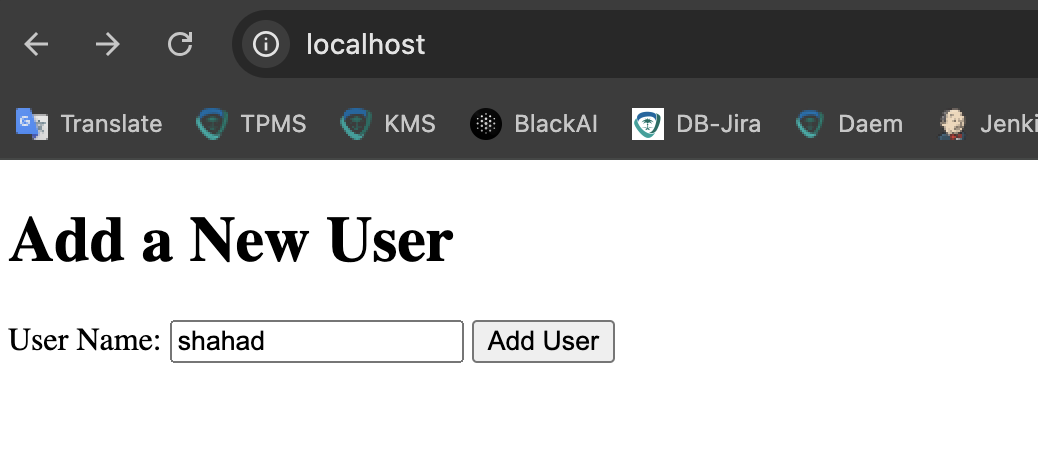 localhost
Translate TPMS KMS BlackAI DB-Jira Daem Jenki
Add a New User
User Name: shahad Add User